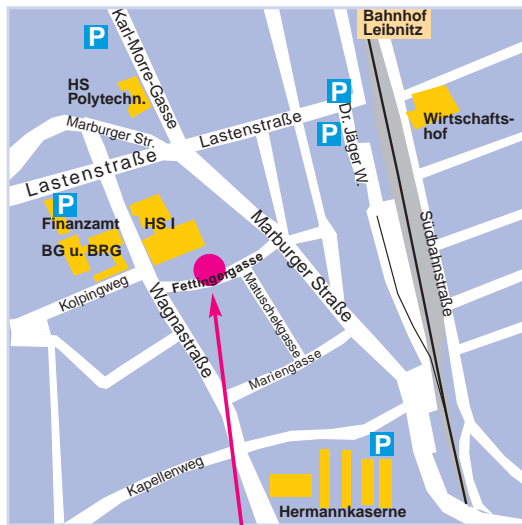 Bahnhof
Leibnitz
P
Karl-Morre-Gasse
HS
Polytechn.
P
Dr. Jäger W.
Wirtschafts-
hof
Marburger Str.
Lastenstraße
P
Lastenstraße
P
Finanzamt
HS I
BG u. BRG
Marburger Straße
Südbahnstraße
Kolpingweg
Fettingergasse
Wagnastraße
Matuschekgasse
Mariengasse
P
Kapellenweg
Hermannkaserne